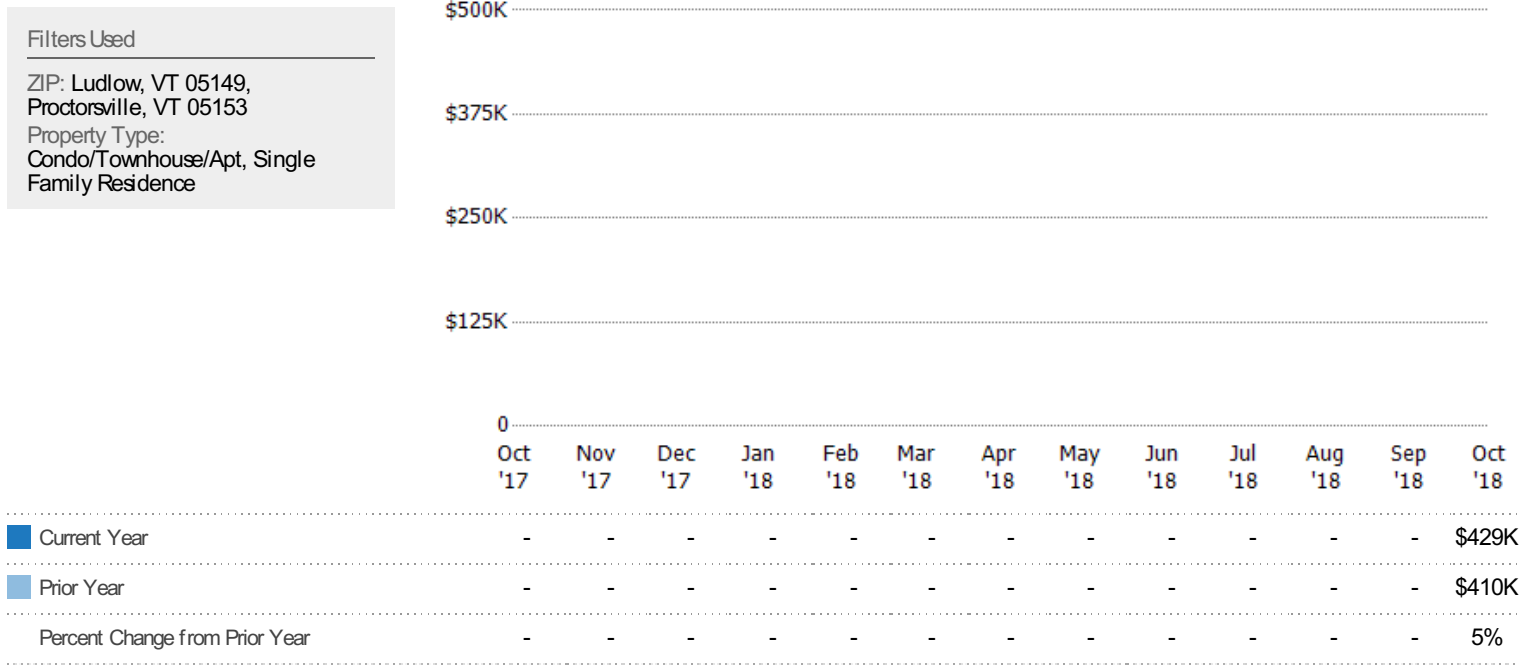 Filters Used
ZIP: Ludlow, VT 05149,
Proctorsville, VT 05153
Property Type:
Condo/Townhouse/Apt, Single
Family Residence
$500K
$375K
$250K
$125K
0
Oct '17 Nov '17 Dec '17 Jan '18 Feb '18 Mar '18 Apr '18 May '18 Jun '18 Jul '18 Aug '18 Sep '18 Oct '18
Current Year - - - - - - - - - - - - $429K
Prior Year - - - - - - - - - - - - $410K
Percent Change from Prior Year - - - - - - - - - - - - 5%